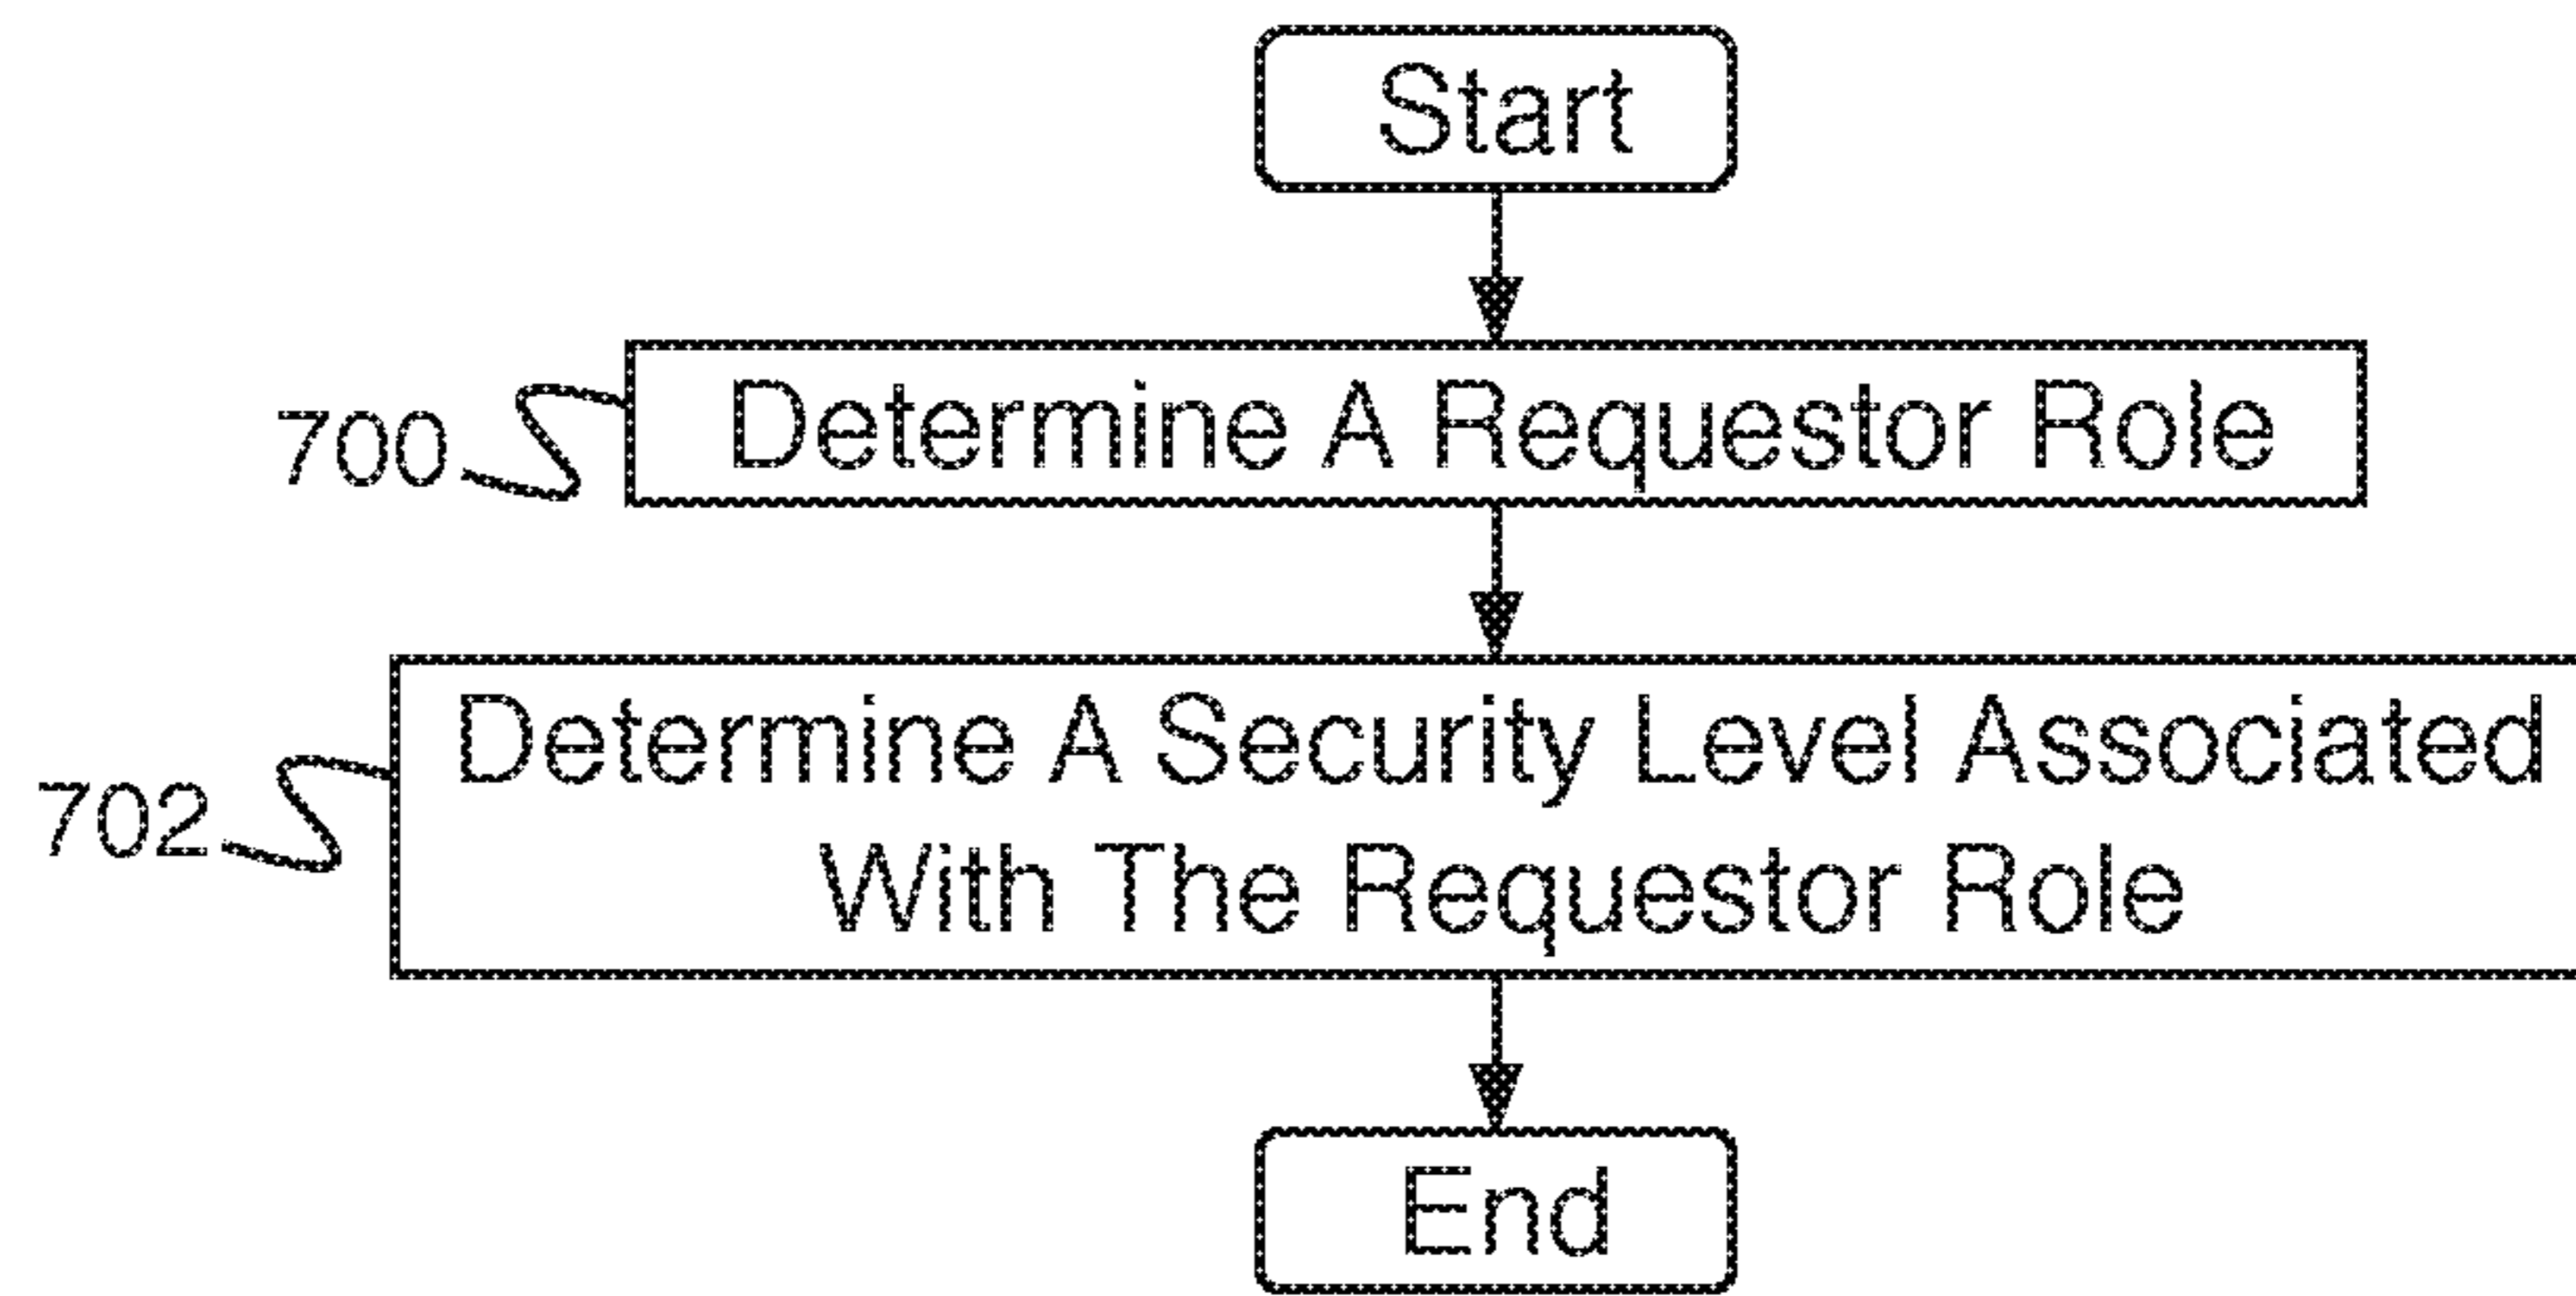 Start
700
Determine A Requestor Role
702
Determine A Security Level Associated
With The Requestor Role
End